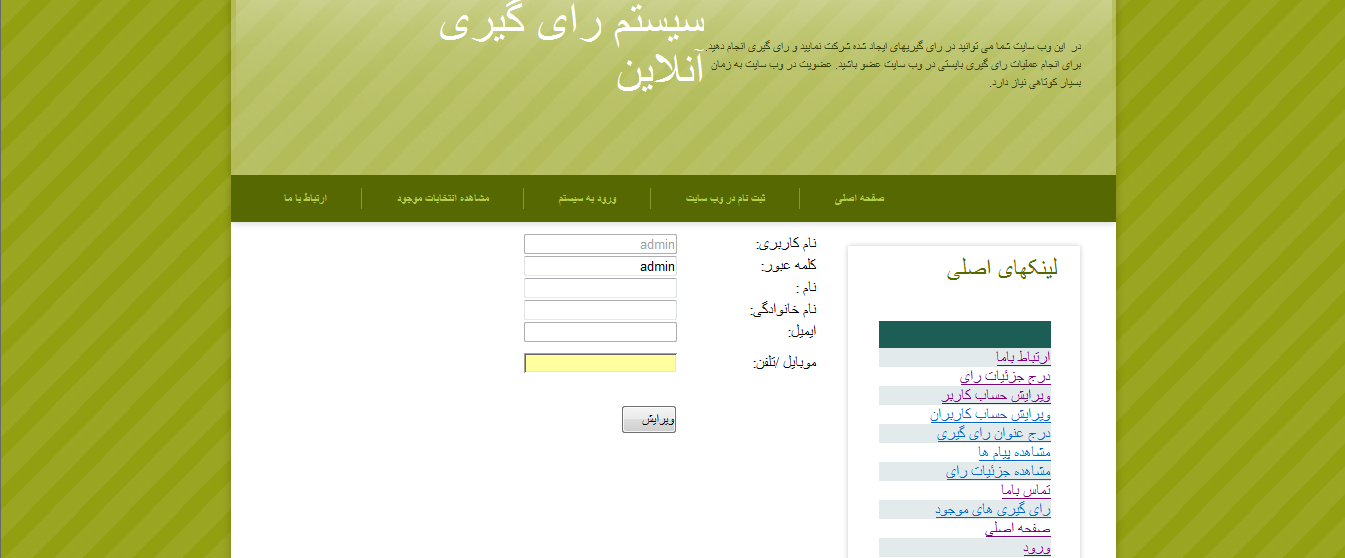 سیستم رای گیری
آنلاین
در این وب سایت شما می توانید در رای گیریهای ایجاد شده شرکت نمایید و رای گیری انجام دهید.
برای انجام عملیات رای گیری بایستی در وب سایت عضو باشید. عضویت در وب سایت به زمان
بسیار کوتاهی نیاز دارد.
صفحه اصلی
ثبت نام در وب سایت
ورود به سیستم
مشاهده انتخابات موجود
ارتباط با ما
لینکهای اصلی
ارتباط باما
درج جزئیات رای
ویرایش حساب کاربر
ویرایش حساب کاربران
درج عنوان رای گیری
مشاهده پیام ها
مشاهده جزئیات رای
تماس باما
رای گیری های موجود
صفحه اصلی
ورود
نام کاربری: admin
کلمه عبور: admin
نام :
نام خانوادگی:
ایمیل:
موبایل /تلفن:
ویرایش